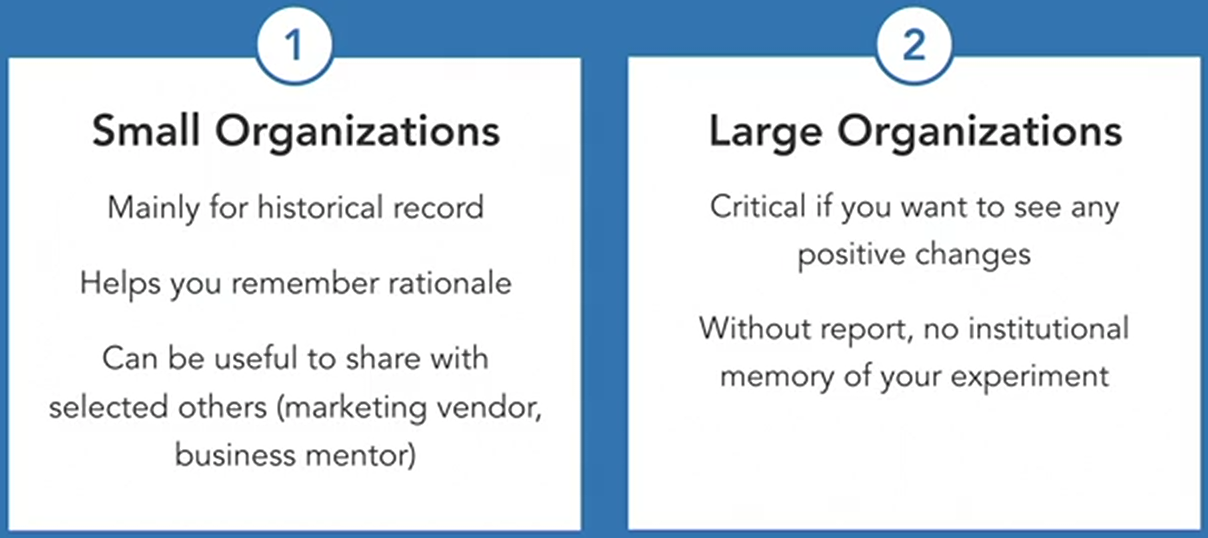 1
Small Organizations
Mainly for historical record
Helps you remember rationale
Can be useful to share with
selected others (marketing vendor,
business mentor)
2
Large Organizations
Critical if you want to see any
positive changes
Without report, no institutional
memory of your experiment